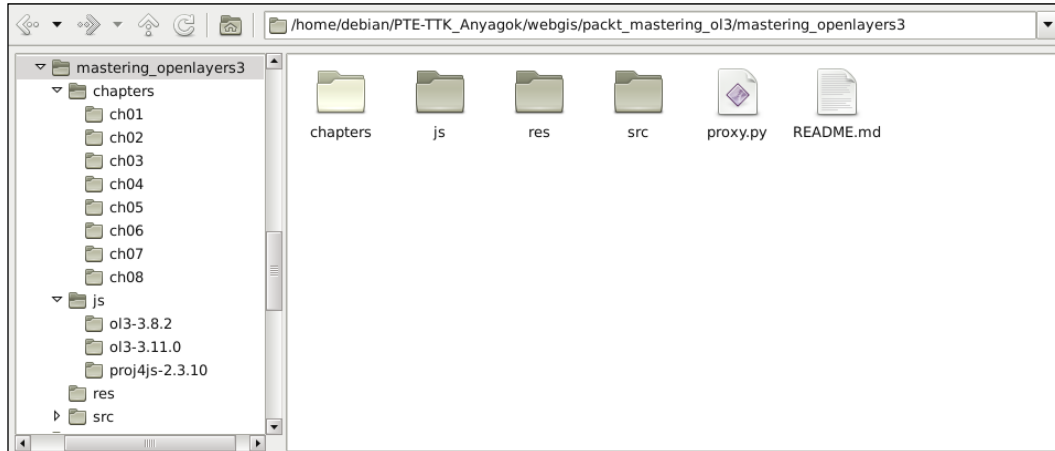 /home/debian/PTE-TTK_Anyagok/webgis/packt_mastering_ol3/mastering_openlayers3
mastering_openlayers3
chapters
ch01
ch02
ch03
ch04
ch05
ch06
ch07
ch08
js
ol3-3.8.2
ol3-3.11.0
proj4js-2.3.10
res
src
chapters
js
res
src
proxy.py
README.md